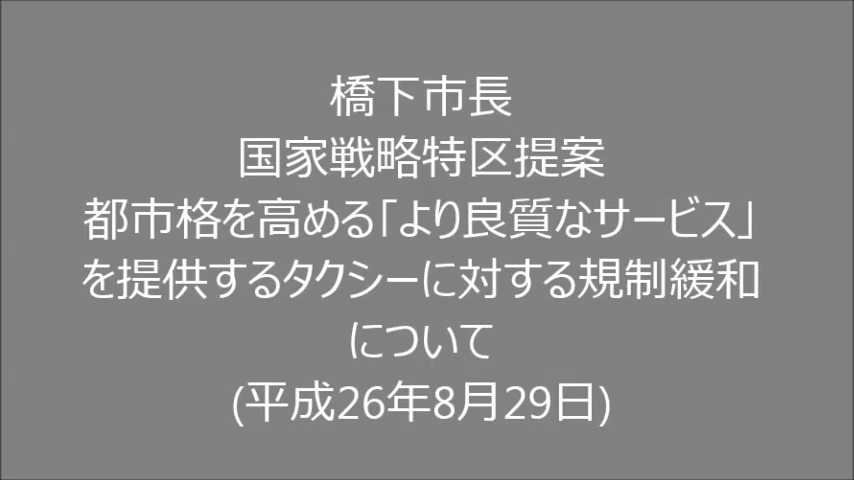 橋下市長
国家戦略特区提案
都市格を高める「より良質なサービス」
を提供するタクシーに対する規制緩和
について
(平成26年8月29日)